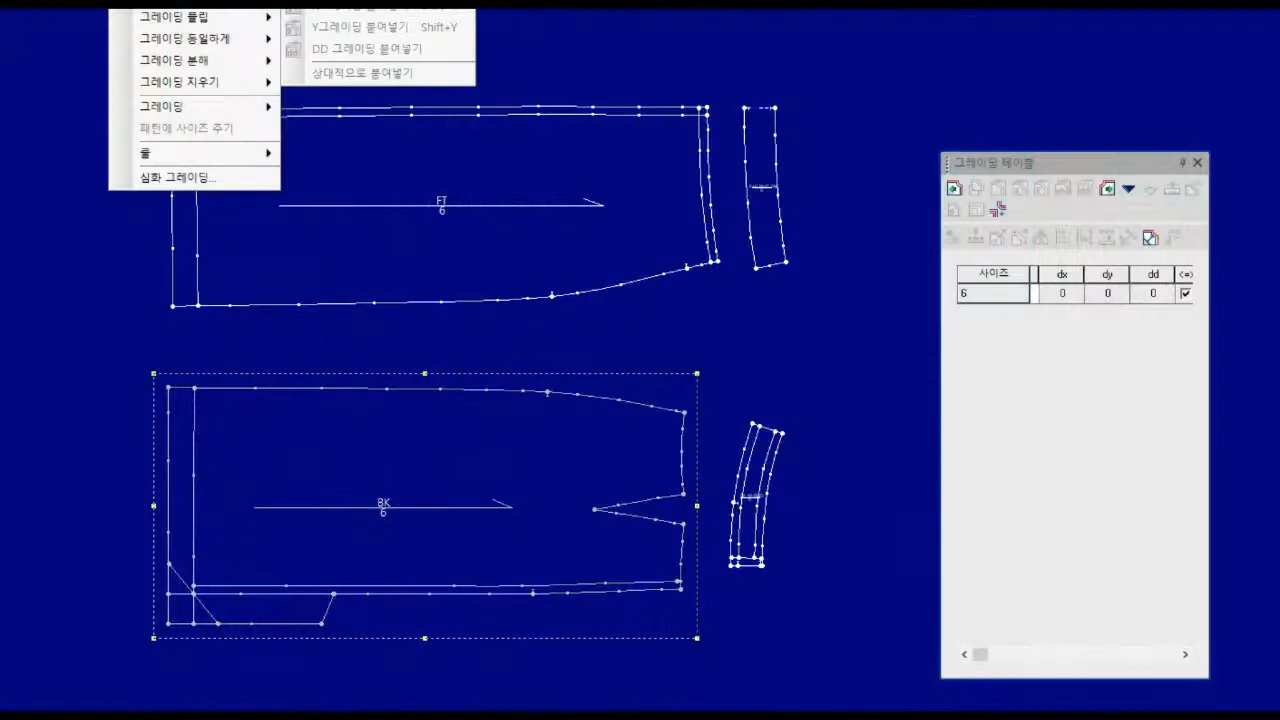 그레이딩 플립
그레이딩 동일하게
그레이딩 분해
그레이딩 지우기
그레이딩
패턴에 사이즈 주기
룰
심화 그레이딩...
Y그레이딩 붙여넣기 Shift+Y
DD 그레이딩 붙여넣기
상대적으로 붙여넣기
FT
6
BK
6
그레이딩 테이블
사이즈 dx dy dd <=>
6 0 0 0